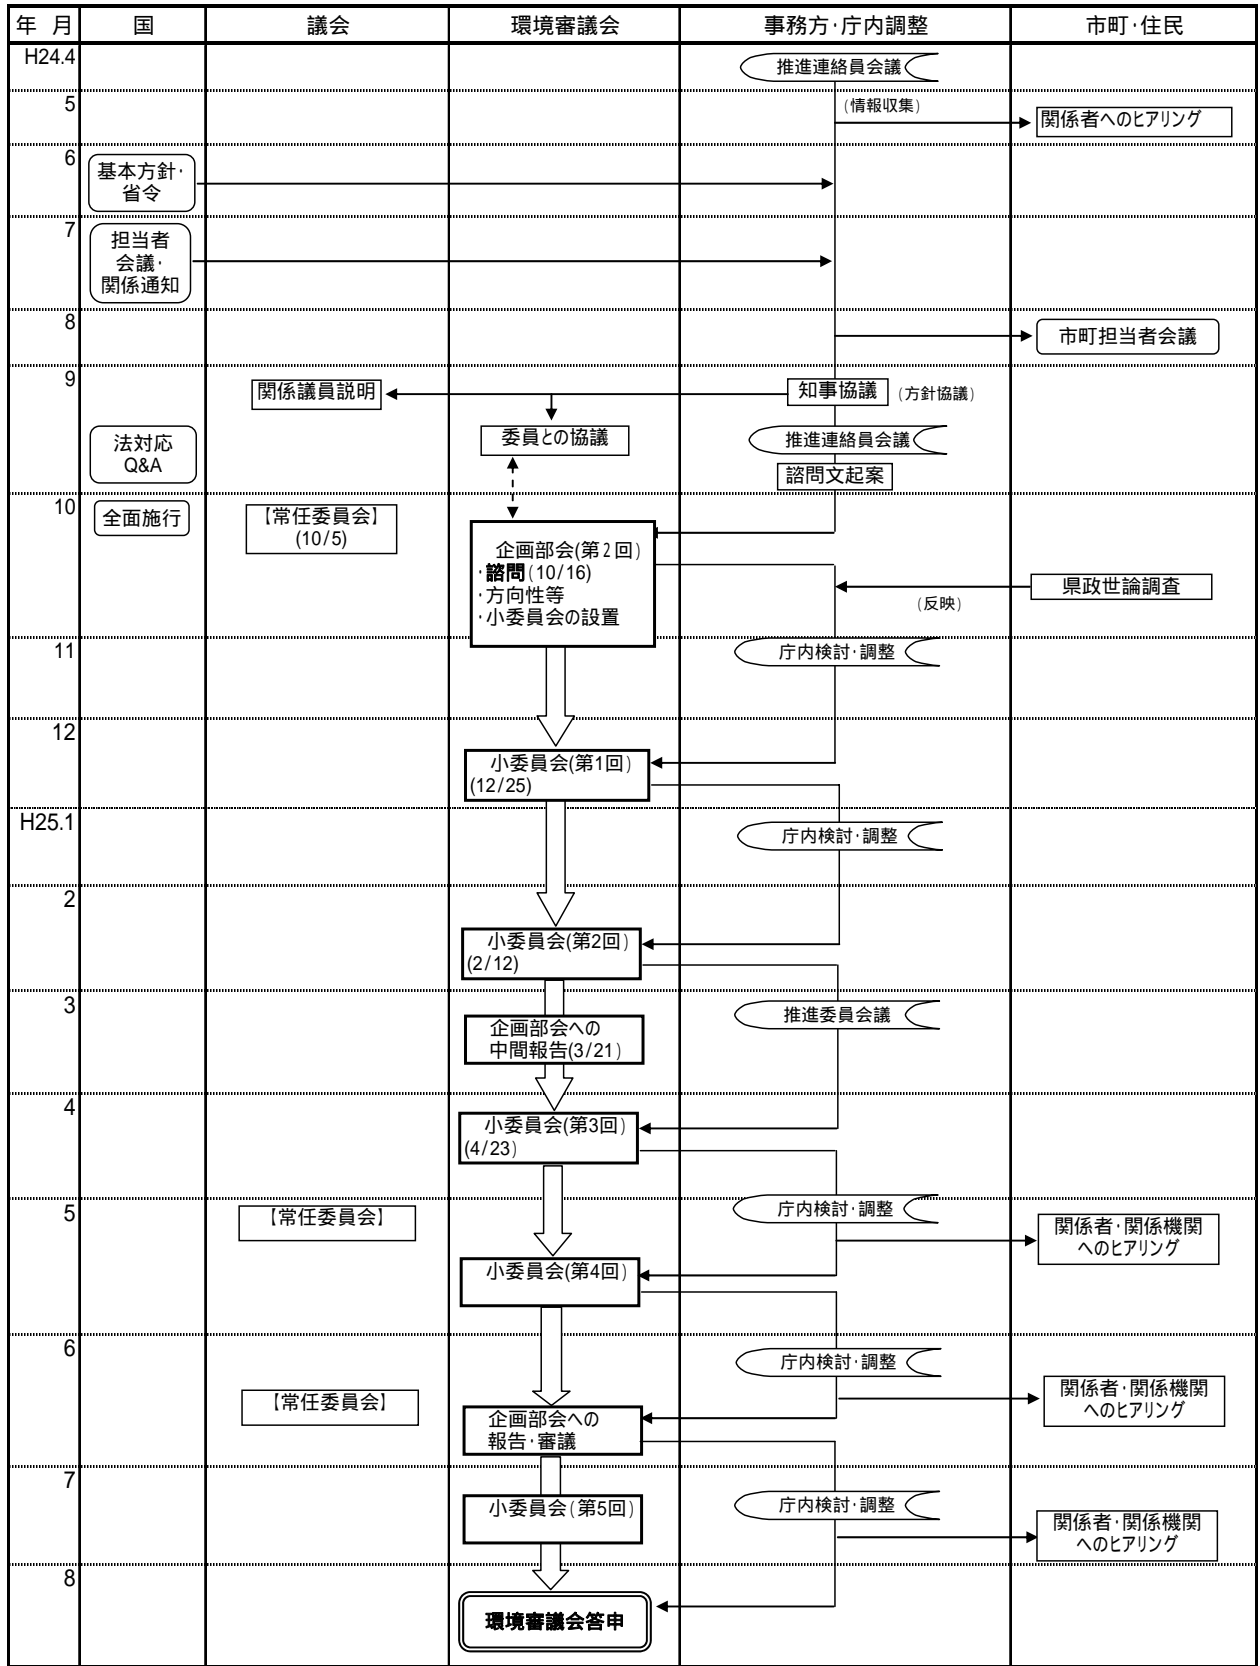 年 月
国
議会
環境審議会
事務方・庁内調整
市町・住民
H24.4
推進連絡員会議
5
(情報収集)
関係者へのヒアリング
6
基本方針・
省令
7
担当者
会議・
関係通知
8
市町担当者会議
9
関係議員説明
知事協議
(方針協議)
法対応
Q&A
委員との協議
推進連絡員会議
諮問文起案
10
全面施行
【常任委員会】
(10/5)
企画部会(第2回)
・諮問(10/16)
・方向性等
・小委員会の設置
県政世論調査
(反映)
11
庁内検討・調整
12
小委員会(第1回)
(12/25)
H25.1
庁内検討・調整
2
小委員会(第2回)
(2/12)
3
推進委員会議
企画部会への
中間報告(3/21)
4
小委員会(第3回)
(4/23)
5
【常任委員会】
庁内検討・調整
関係者・関係機関
へのヒアリング
小委員会(第4回)
6
庁内検討・調整
【常任委員会】
関係者・関係機関
へのヒアリング
企画部会への
報告・審議
7
小委員会(第5回)
庁内検討・調整
関係者・関係機関
へのヒアリング
8
環境審議会答申